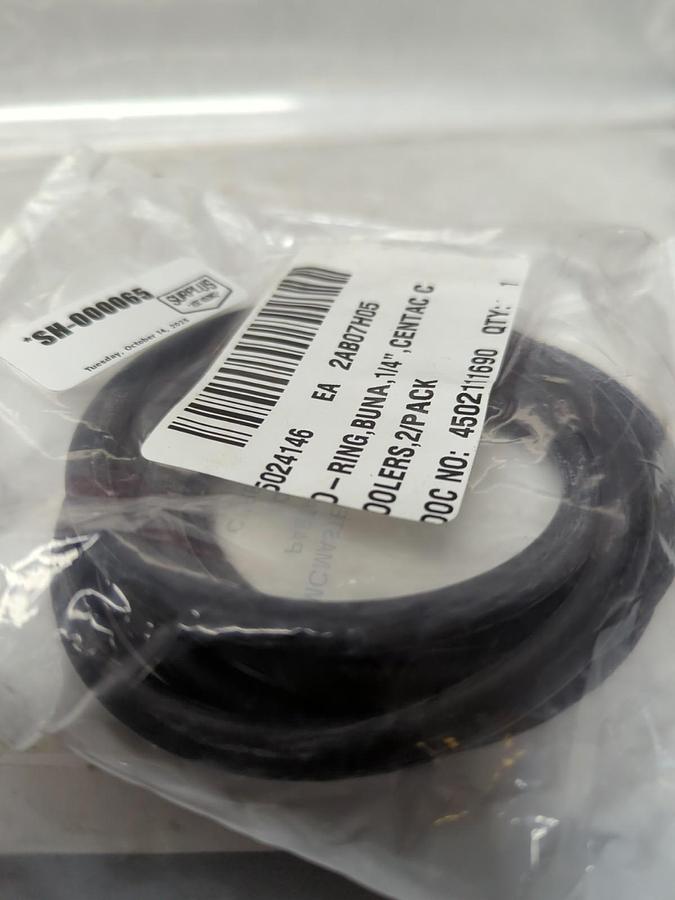 *SH-000065
SURPLUS
Tuesday, October 14, 2025
5024146 EA 2AB07H05
O-RING,BUNA,1/4",CENTAC C
OOLERS,2/PACK
DOC NO: 4502111690 QTY: 1
MCMASTE